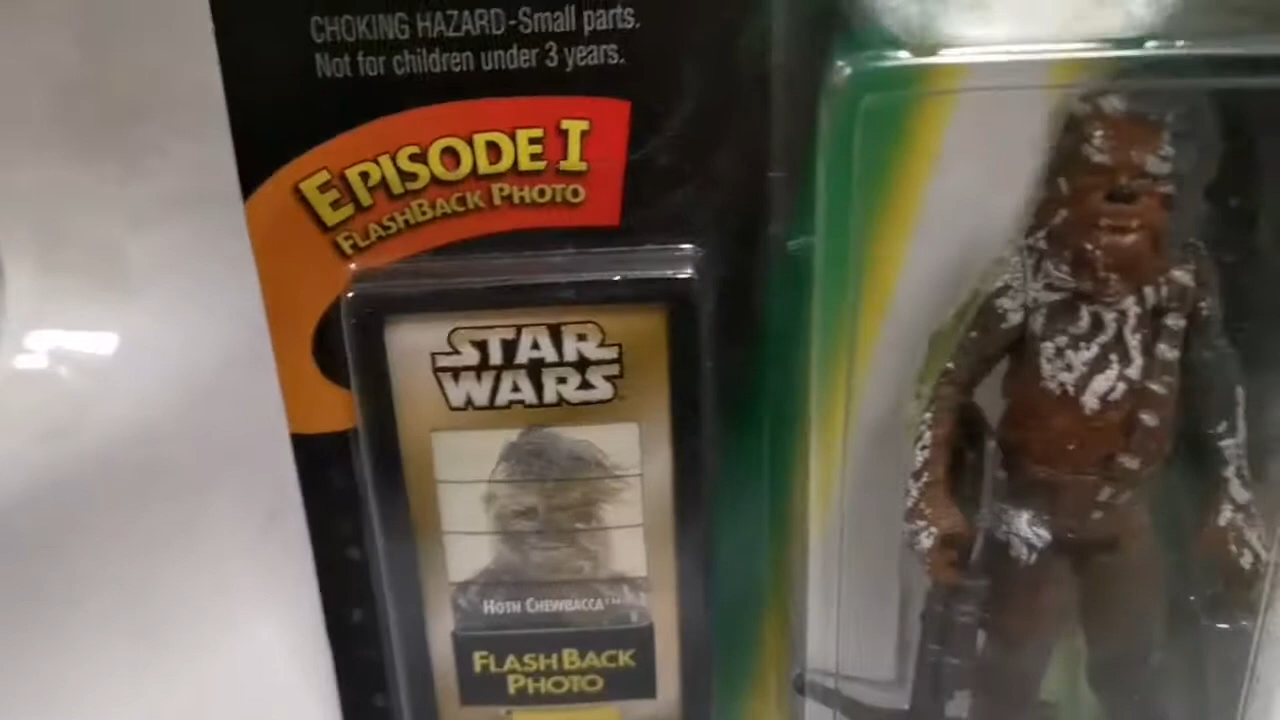 CHOKING HAZARD-Small parts.
Not for children under 3 years.
EPISODE I
FLASHBACK PHOTO
STAR
WARS
HOTH CHEWBACCA™
FLASHBACK
PHOTO